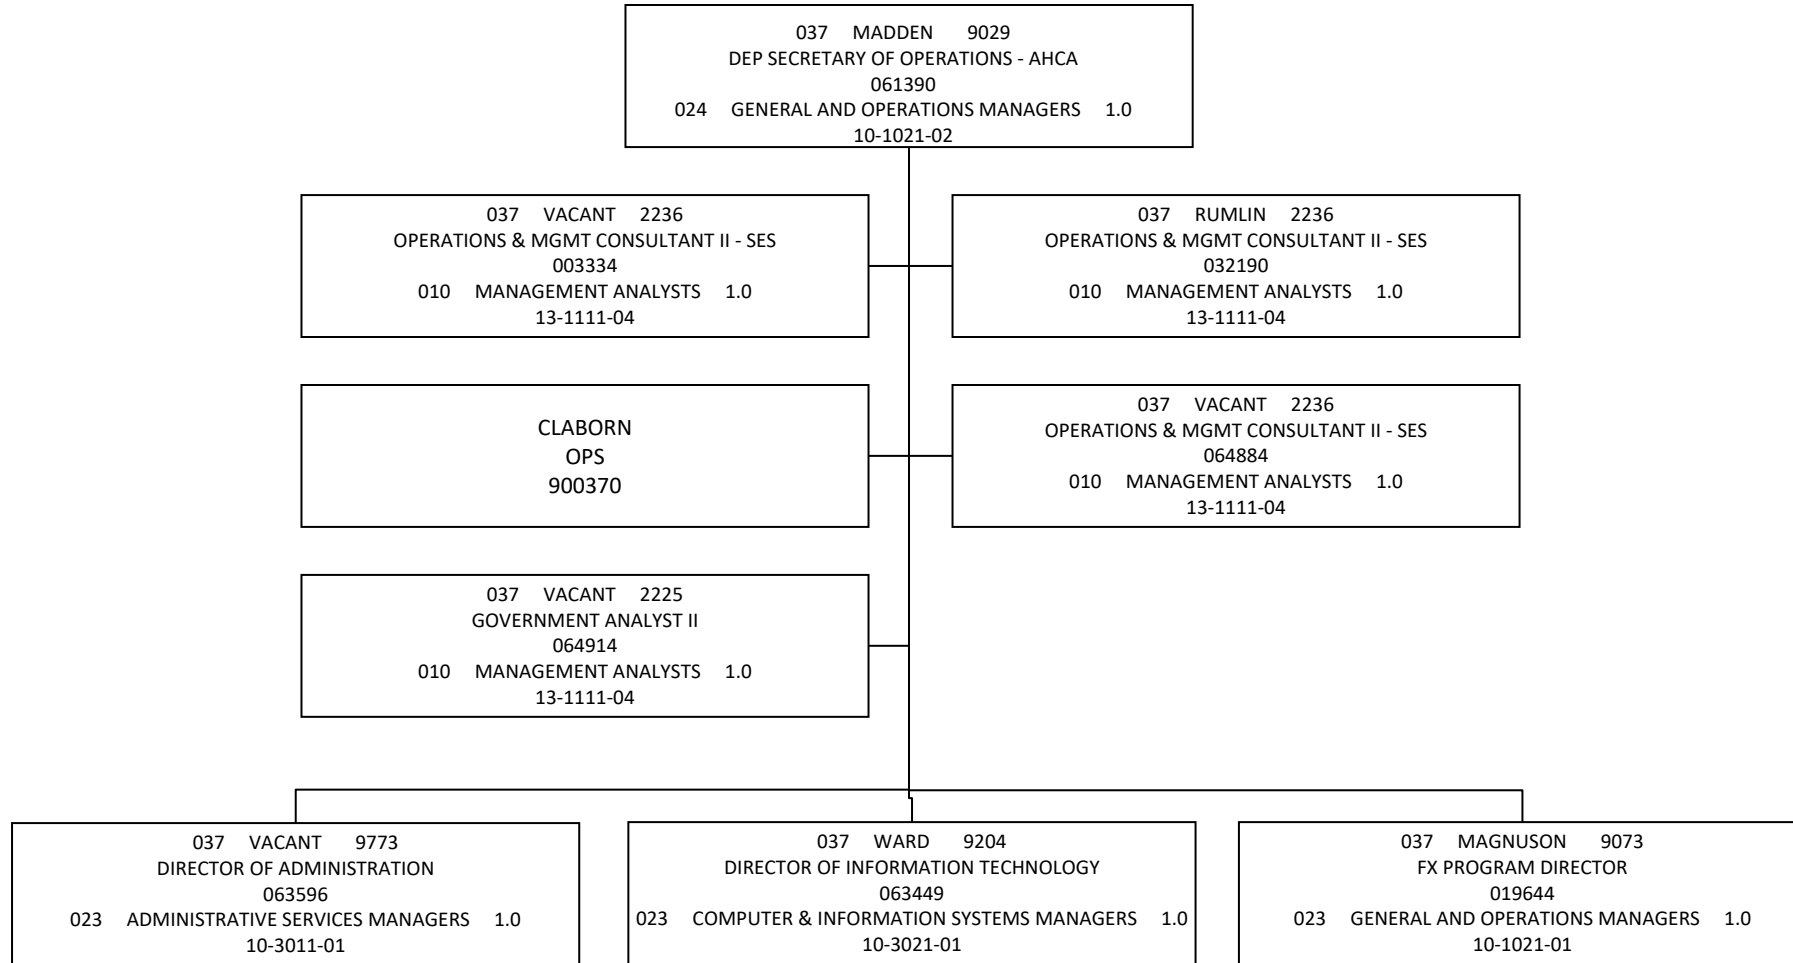 037 MADDEN 9029
DEP SECRETARY OF OPERATIONS - AHCA
061390
024 GENERAL AND OPERATIONS MANAGERS 1.0
10-1021-02
037 VACANT 2236
OPERATIONS & MGMT CONSULTANT II - SES
003334
010 MANAGEMENT ANALYSTS 1.0
13-1111-04
037 RUMLIN 2236
OPERATIONS & MGMT CONSULTANT II - SES
032190
010 MANAGEMENT ANALYSTS 1.0
13-1111-04
CLABORN
OPS
900370
037 VACANT 2236
OPERATIONS & MGMT CONSULTANT II - SES
064884
010 MANAGEMENT ANALYSTS 1.0
13-1111-04
037 VACANT 2225
GOVERNMENT ANALYST II
064914
010 MANAGEMENT ANALYSTS 1.0
13-1111-04
037 VACANT 9773
DIRECTOR OF ADMINISTRATION
063596
023 ADMINISTRATIVE SERVICES MANAGERS 1.0
10-3011-01
037 WARD 9204
DIRECTOR OF INFORMATION TECHNOLOGY
063449
023 COMPUTER & INFORMATION SYSTEMS MANAGERS 1.0
10-3021-01
037 MAGNUSON 9073
FX PROGRAM DIRECTOR
019644
023 GENERAL AND OPERATIONS MANAGERS 1.0
10-1021-01